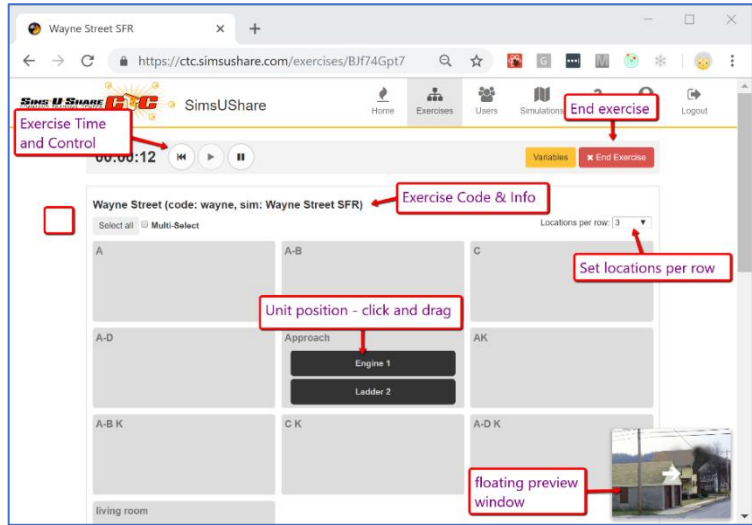 Wayne Street SFR
https://ctc.simsushare.com/exercises/BJf74Gpt7
SIMS U SHARE CTC
SimsUShare
Home
Exercises
Users
Simulations
Logout
Exercise Time
and Control
End exercise
00:00:12
Variables
End Exercise
Wayne Street (code: wayne, sim: Wayne Street SFR)
Exercise Code & Info
Select all
Multi-Select
Locations per row: 3
Set locations per row
A
A-B
C
Unit position - click and drag
A-D
Approach
AK
Engine 1
Ladder 2
A-B K
C K
A-D K
floating preview
window
living room